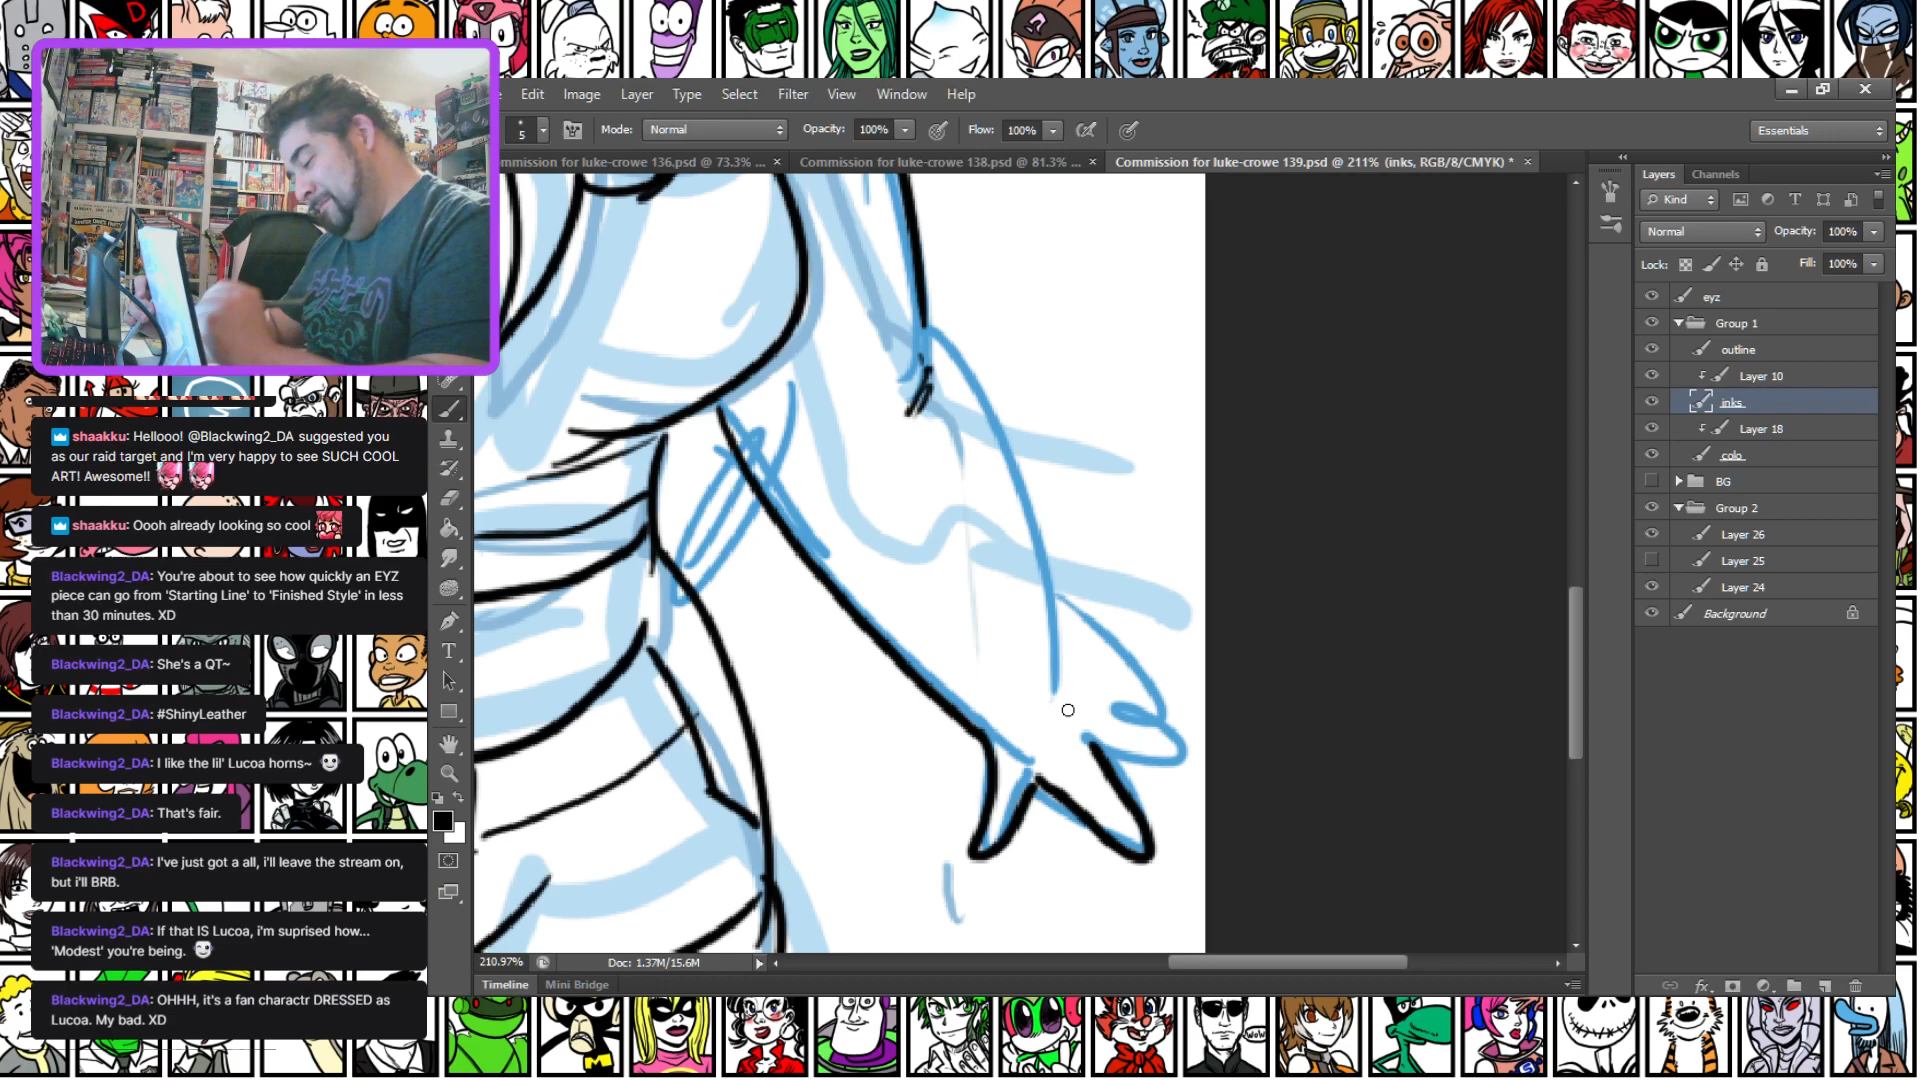 Edit Image Layer Type Select Filter View Window Help
5 Mode: Normal Opacity: 100% Flow: 100% Essentials
Commission for luke-crowe 136.psd @ 73.3% ... × Commission for luke-crowe 138.psd @ 81.3% ... × Commission for luke-crowe 139.psd @ 211% (inks, RGB/8/CMYK) * ×
Layers Channels
Kind
Normal Opacity: 100%
Lock: Fill: 100%
eyz
Group 1
outline
Layer 10
inks
Layer 18
colo
BG
Group 2
Layer 26
Layer 25
Layer 24
Background
shaakku: Hellooo! @Blackwing2_DA suggested you
as our raid target and I'm very happy to see SUCH COOL
ART! Awesome!!
shaakku: Oooh already looking so cool
Blackwing2_DA: You're about to see how quickly an EYZ
piece can go from 'Starting Line' to 'Finished Style' in less
than 30 minutes. XD
Blackwing2_DA: She's a QT~
Blackwing2_DA: #ShinyLeather
Blackwing2_DA: I like the lil' Lucoa horns~
Blackwing2_DA: That's fair.
Blackwing2_DA: I've just got a all, i'll leave the stream on,
but i'll BRB.
Blackwing2_DA: If that IS Lucoa, i'm suprised how...
'Modest' you're being.
Blackwing2_DA: OHHH, it's a fan charactr DRESSED as
Lucoa. My bad. XD
210.97% Doc: 1.37M/15.6M
Timeline Mini Bridge
fx
WOW